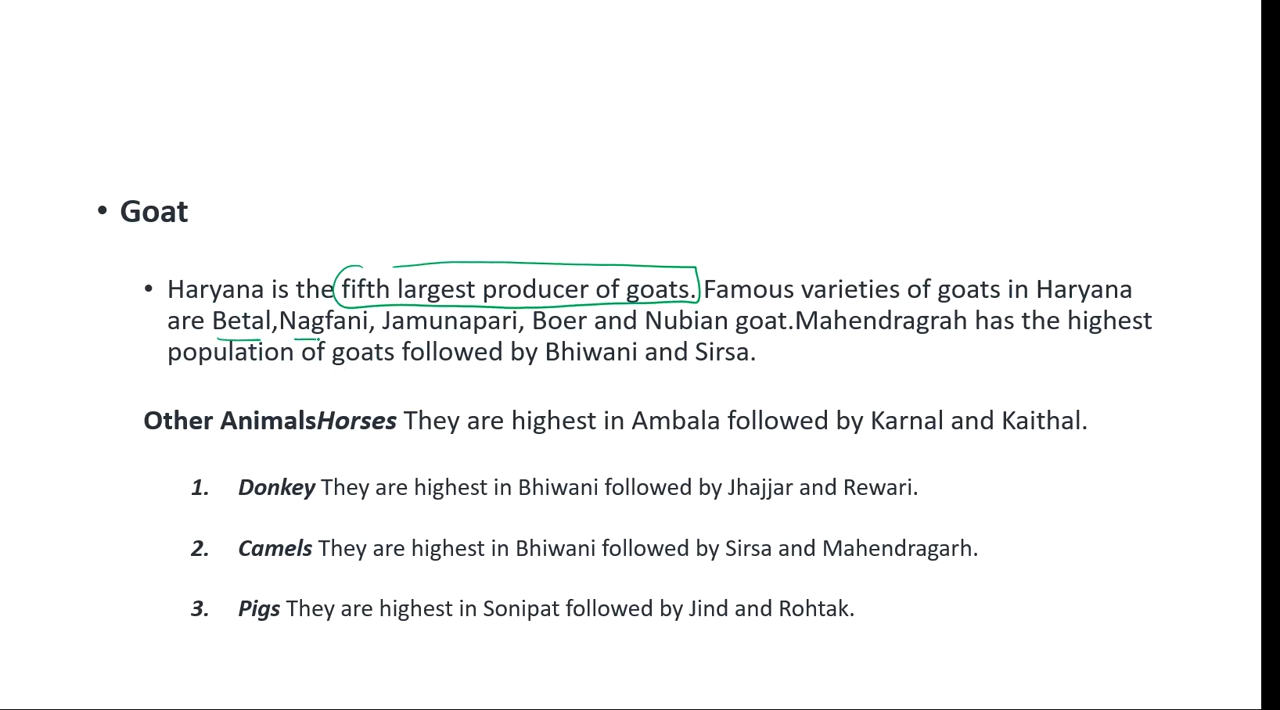 • Goat
• Haryana is the fifth largest producer of goats. Famous varieties of goats in Haryana
are Betal,Nagfani, Jamunapari, Boer and Nubian goat.Mahendragrah has the highest
population of goats followed by Bhiwani and Sirsa.
Other AnimalsHorses They are highest in Ambala followed by Karnal and Kaithal.
1. Donkey They are highest in Bhiwani followed by Jhajjar and Rewari.
2. Camels They are highest in Bhiwani followed by Sirsa and Mahendragarh.
3. Pigs They are highest in Sonipat followed by Jind and Rohtak.